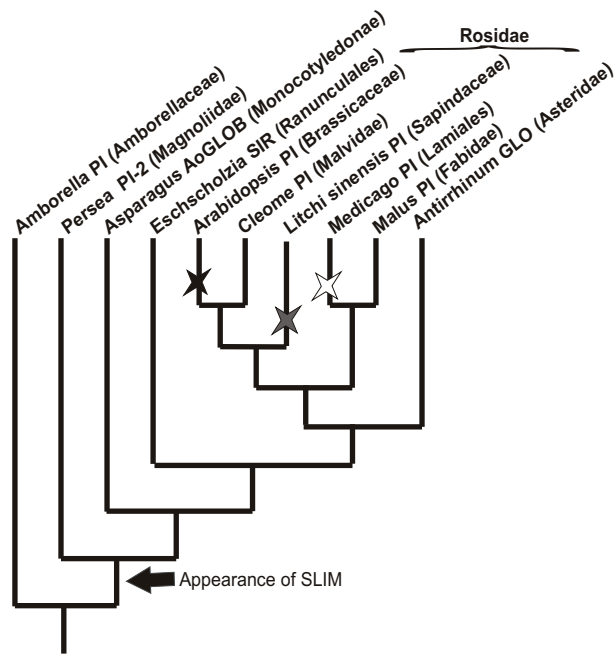 Rosidae
Amborella PI (Amborellaceae)
Persea PI-2 (Magnoliidae)
Asparagus AoGLOB (Monocotyledonae)
Eschscholzia SIR (Ranunculales)
Arabidopsis PI (Brassicaceae)
Cleome PI (Malvidae)
Litchi sinensis PI (Sapindaceae)
Medicago PI (Lamiales)
Malus PI (Fabidae)
Antirrhinum GLO (Asteridae)
Appearance of SLIM